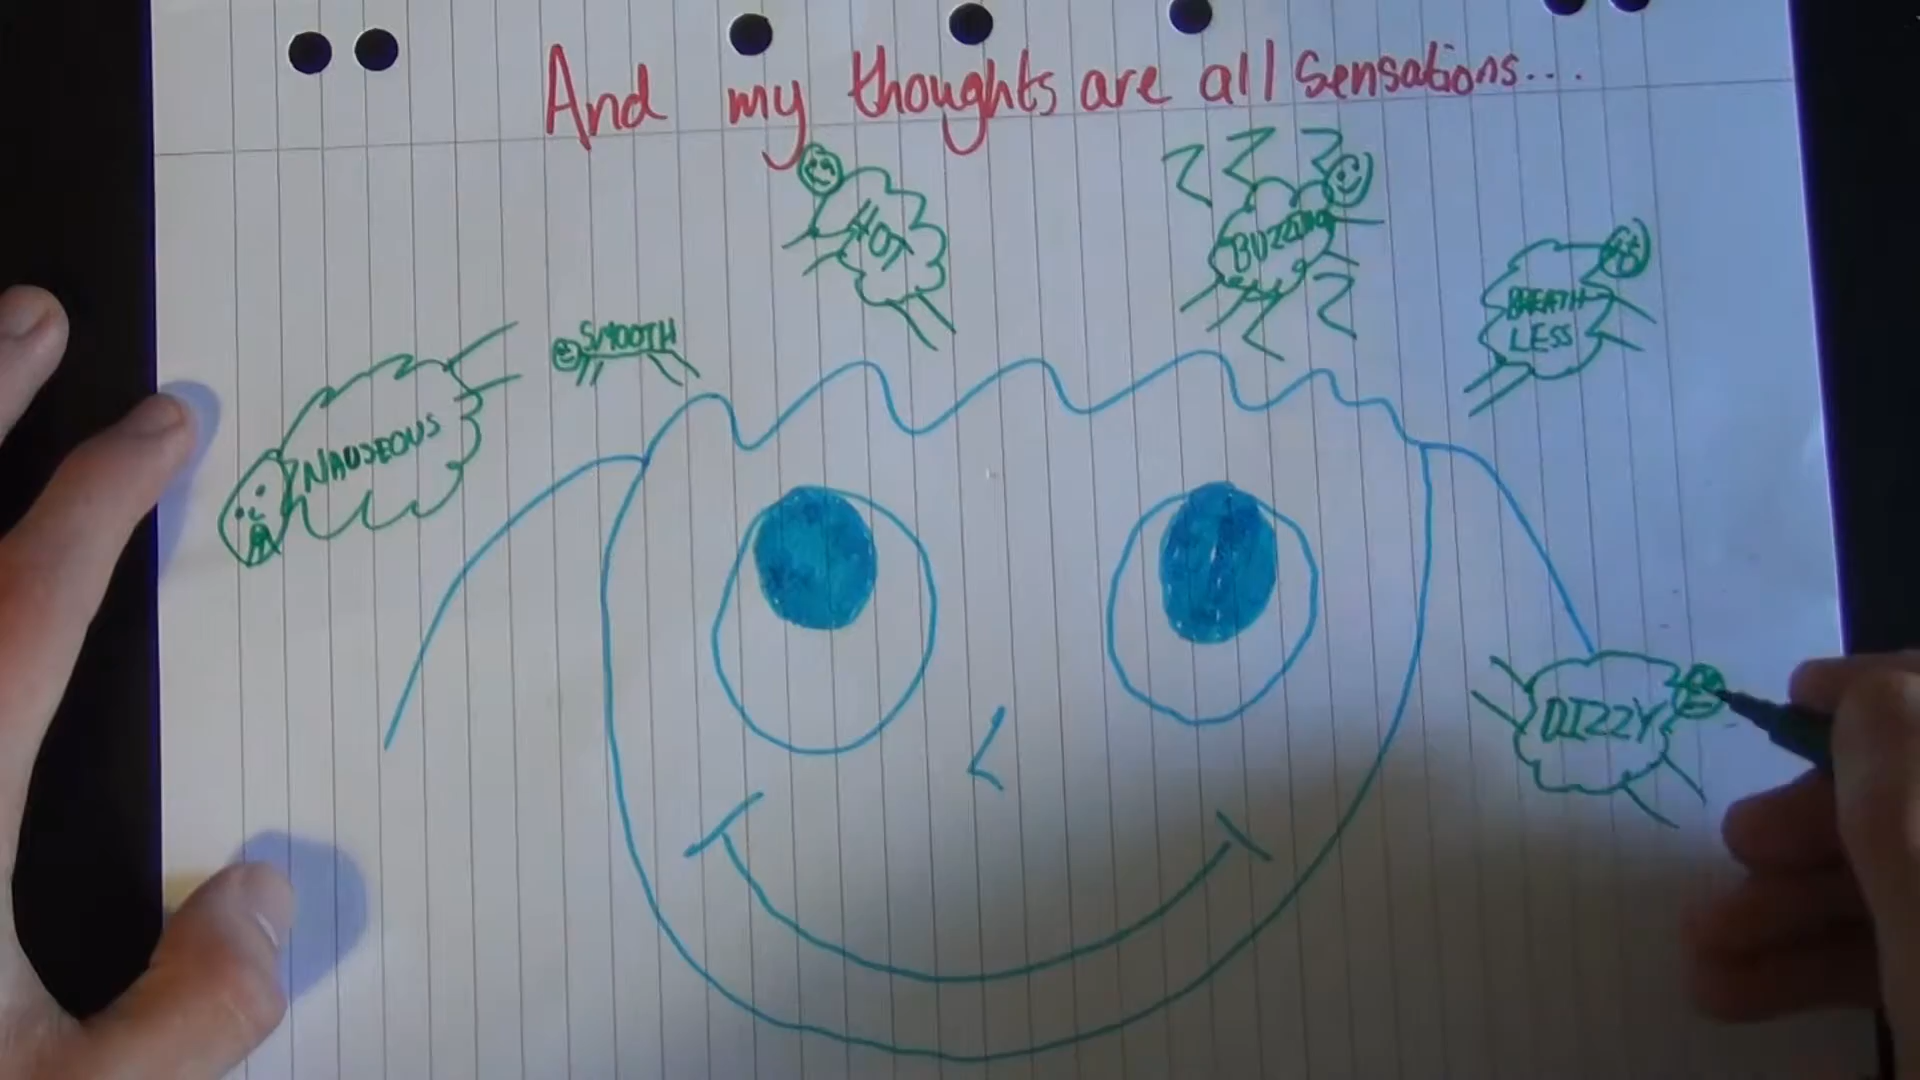 And my thoughts are all sensations...
HOT
BUZZING
BREATH
LESS
SMOOTH
NAUSEOUS
DIZZY